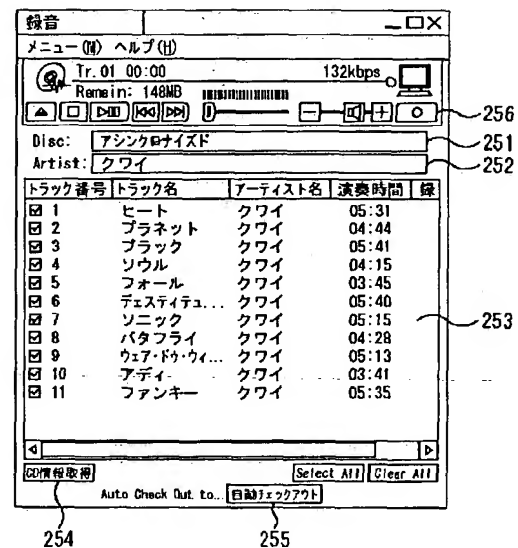 録音
メニュー(M) ヘルプ(H)
Tr.01 00:00 132kbps
Remein: 148MB
256
Disc: アシンクロナイズド
251
Artist: クワイ
252
トラック番号 トラック名 アーティスト名 演奏時間 録
1 ヒート クワイ 05:31
2 プラネット クワイ 04:44
3 ブラック クワイ 05:41
4 ソウル クワイ 04:15
5 フォール クワイ 03:45
6 デスティテュ... クワイ 05:40
7 ソニック クワイ 05:15
8 バタフライ クワイ 04:28
9 ウェア・ドゥ・ウィ... クワイ 05:13
10 アディ クワイ 03:41
11 ファンキー クワイ 05:35
253
CD情報取得 Select All Clear All
Auto Check Out to... 自動チェックアウト
254 255